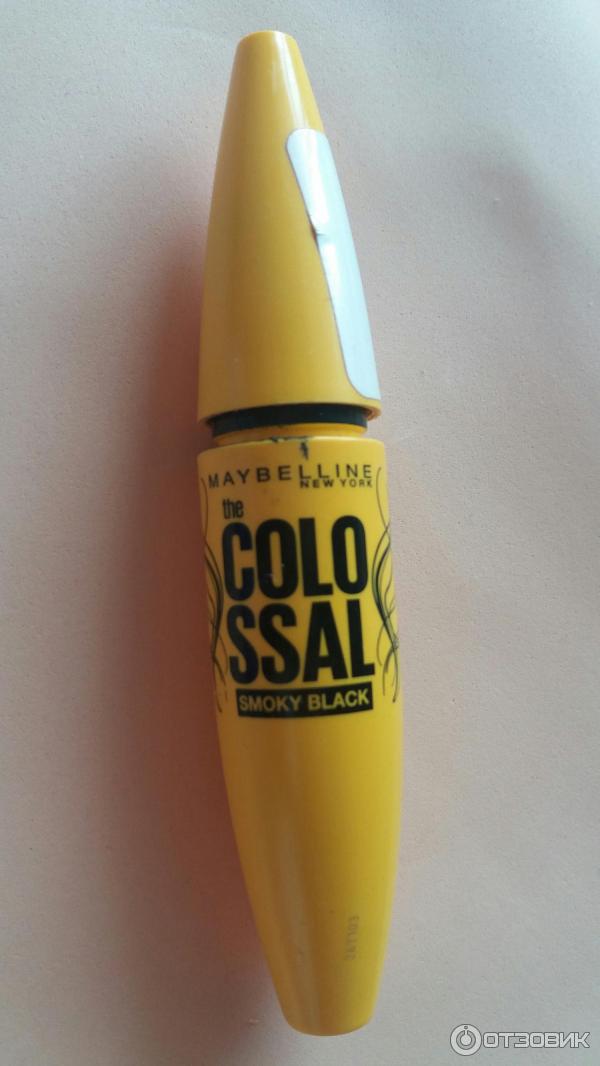 MAYBELLINE
NEW YORK
the
COLO
SSAL
SMOKY BLACK
ОТЗОВИК